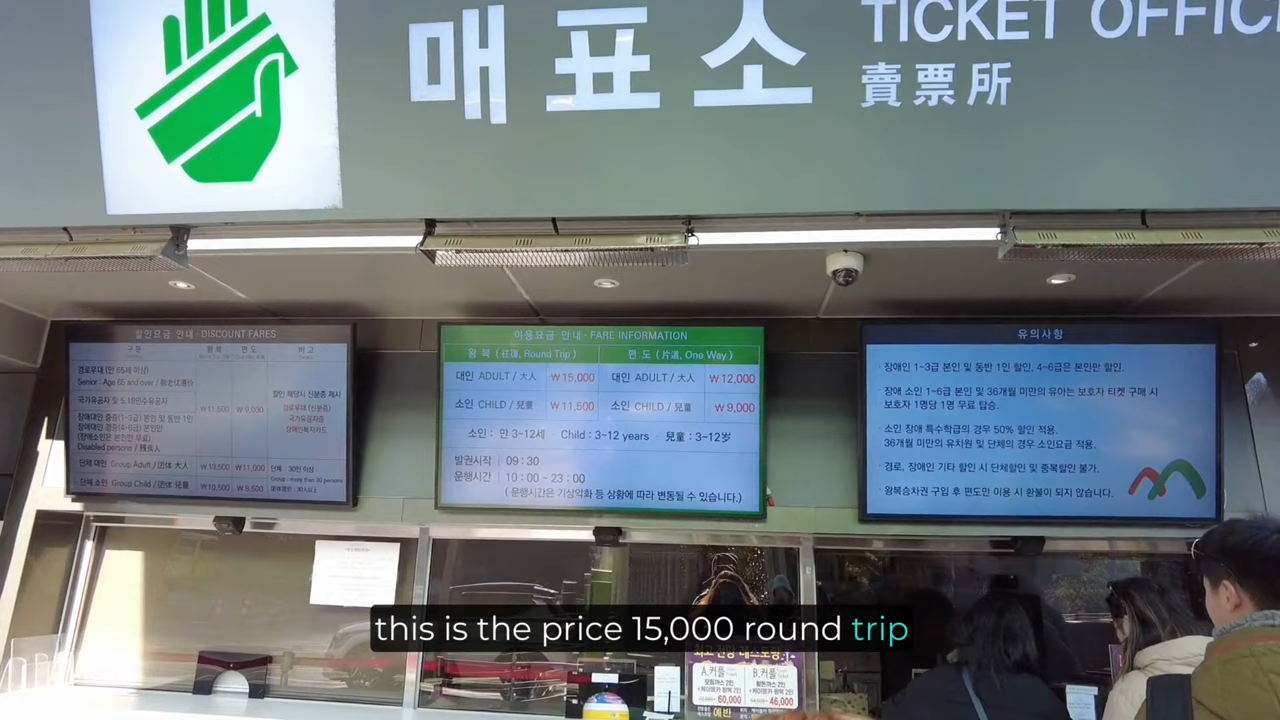 매표소
TICKET OFFIC
賣票所
할인요금 안내 · DISCOUNT FARES
구분 왕복 편도 비고
경로우대 (만 65세 이상)
Senior : Age 65 and over /
국가유공자 및 5.18민주유공자
₩11,500 ₩9,000
할인 해당시 신분증 제시
경로우대 (신분증)
국가유공자증
장애인복지카드
장애대인 중증(1-3급) 본인 및 동반 1인
장애대인 경증(4-6급) 본인만
(장애소인은 본인만 무료)
Disabled persons / 残疾人
단체 대인 Group Adult / 团体 大人 ₩13,500 ₩11,000 단체 : 30인 이상
Group : more than 30 persons
단체 소인 Group Child / 团体 儿童 ₩10,500 ₩8,500
이용요금 안내 · FARE INFORMATION
왕 복 (往復, Round Trip ) 편 도 (片道, One Way )
대인 ADULT / 大人 ₩15,000 대인 ADULT / 大人 ₩12,000
소인 CHILD / 兒童 ₩11,500 소인 CHILD / 兒童 ₩9,000
소인 : 만 3-12세 · Child : 3~12 years · 兒童 : 3~12岁
발권시작 09 : 30
운행시간 10 : 00 ~ 23 : 00
( 운행시간은 기상악화 등 상황에 따라 변동될 수 있습니다.)
유의사항
· 장애인 1-3급 본인 및 동반 1인 할인, 4-6급은 본인만 할인.
· 장애 소인 1-6급 본인 및 36개월 미만의 유아는 보호자 티켓 구매 시
보호자 1명당 1명 무료 탑승.
· 소인 장애 특수학급의 경우 50% 할인 적용.
36개월 미만의 유치원 및 단체의 경우 소인요금 적용.
· 경로, 장애인 기타 할인 시 단체할인 및 중복할인 불가.
· 왕복승차권 구입 후 편도만 이용 시 환불이 되지 않습니다.
this is the price 15,000 round trip
A.커플 B.커플
60,000 46,000